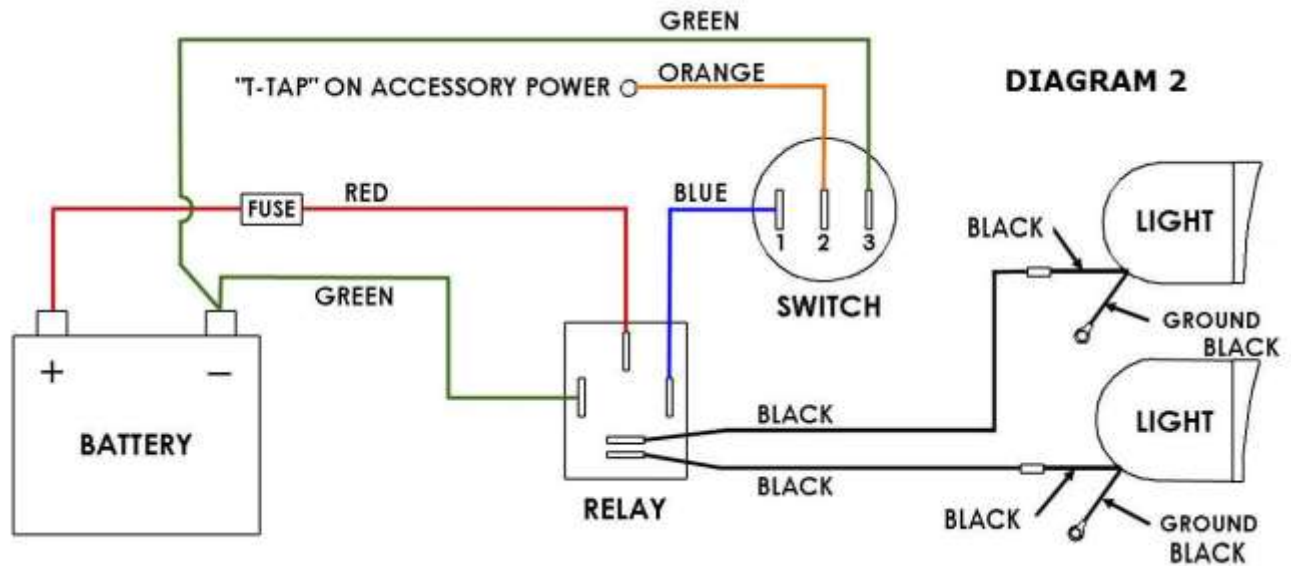 GREEN
"T-TAP" ON ACCESSORY POWER
ORANGE
DIAGRAM 2
FUSE
RED
BLUE
1 2 3
SWITCH
BLACK
LIGHT
GROUND
BLACK
GREEN
+ −
BATTERY
RELAY
BLACK
BLACK
LIGHT
BLACK
GROUND
BLACK